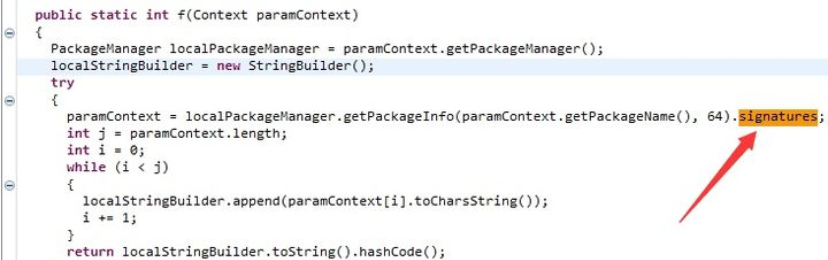 public static int f(Context paramContext)
{
PackageManager localPackageManager = paramContext.getPackageManager();
localStringBuilder = new StringBuilder();
try
{
paramContext = localPackageManager.getPackageInfo(paramContext.getPackageName(), 64).signatures;
int j = paramContext.length;
int i = 0;
while (i < j)
{
localStringBuilder.append(paramContext[i].toCharsString());
i += 1;
}
return localStringBuilder.toString().hashCode();